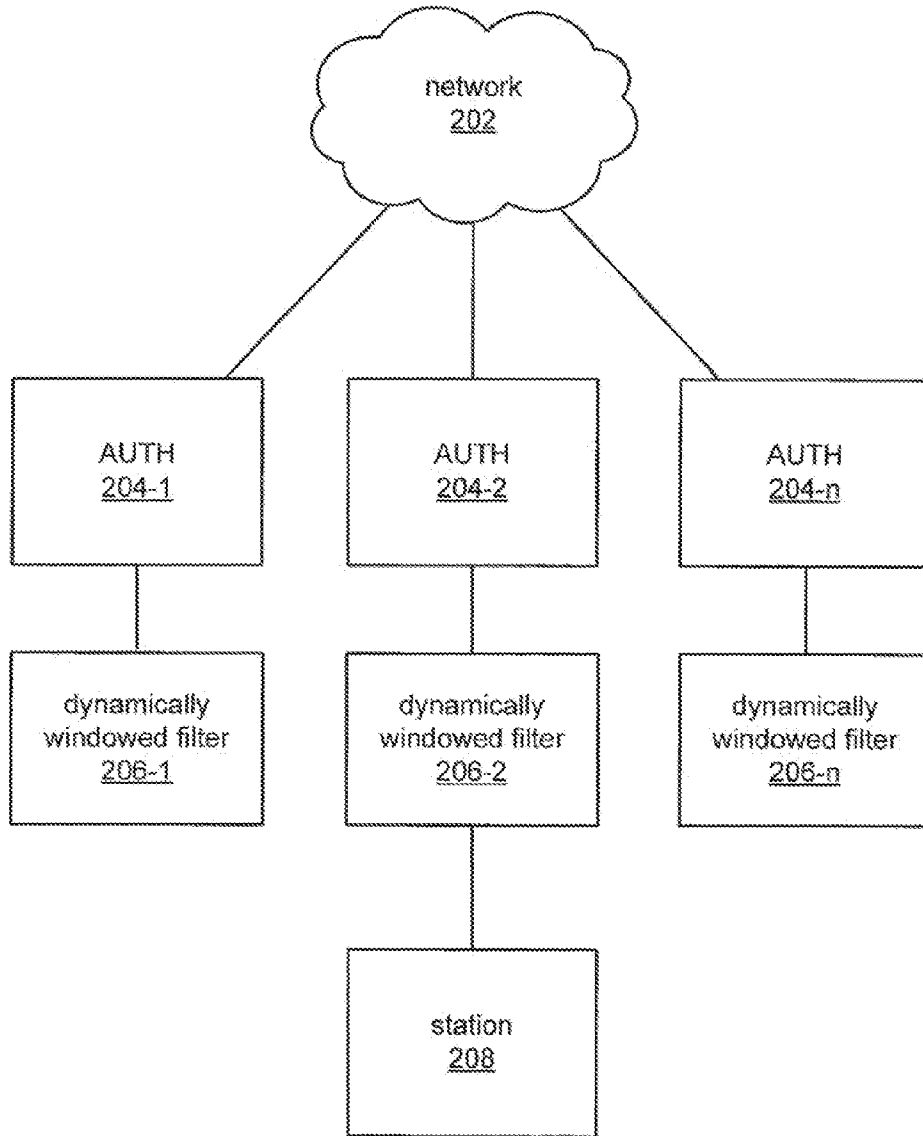 network
202
AUTH
204-1
AUTH
204-2
AUTH
204-n
dynamically
windowed filter
206-1
dynamically
windowed filter
206-2
dynamically
windowed filter
206-n
station
208